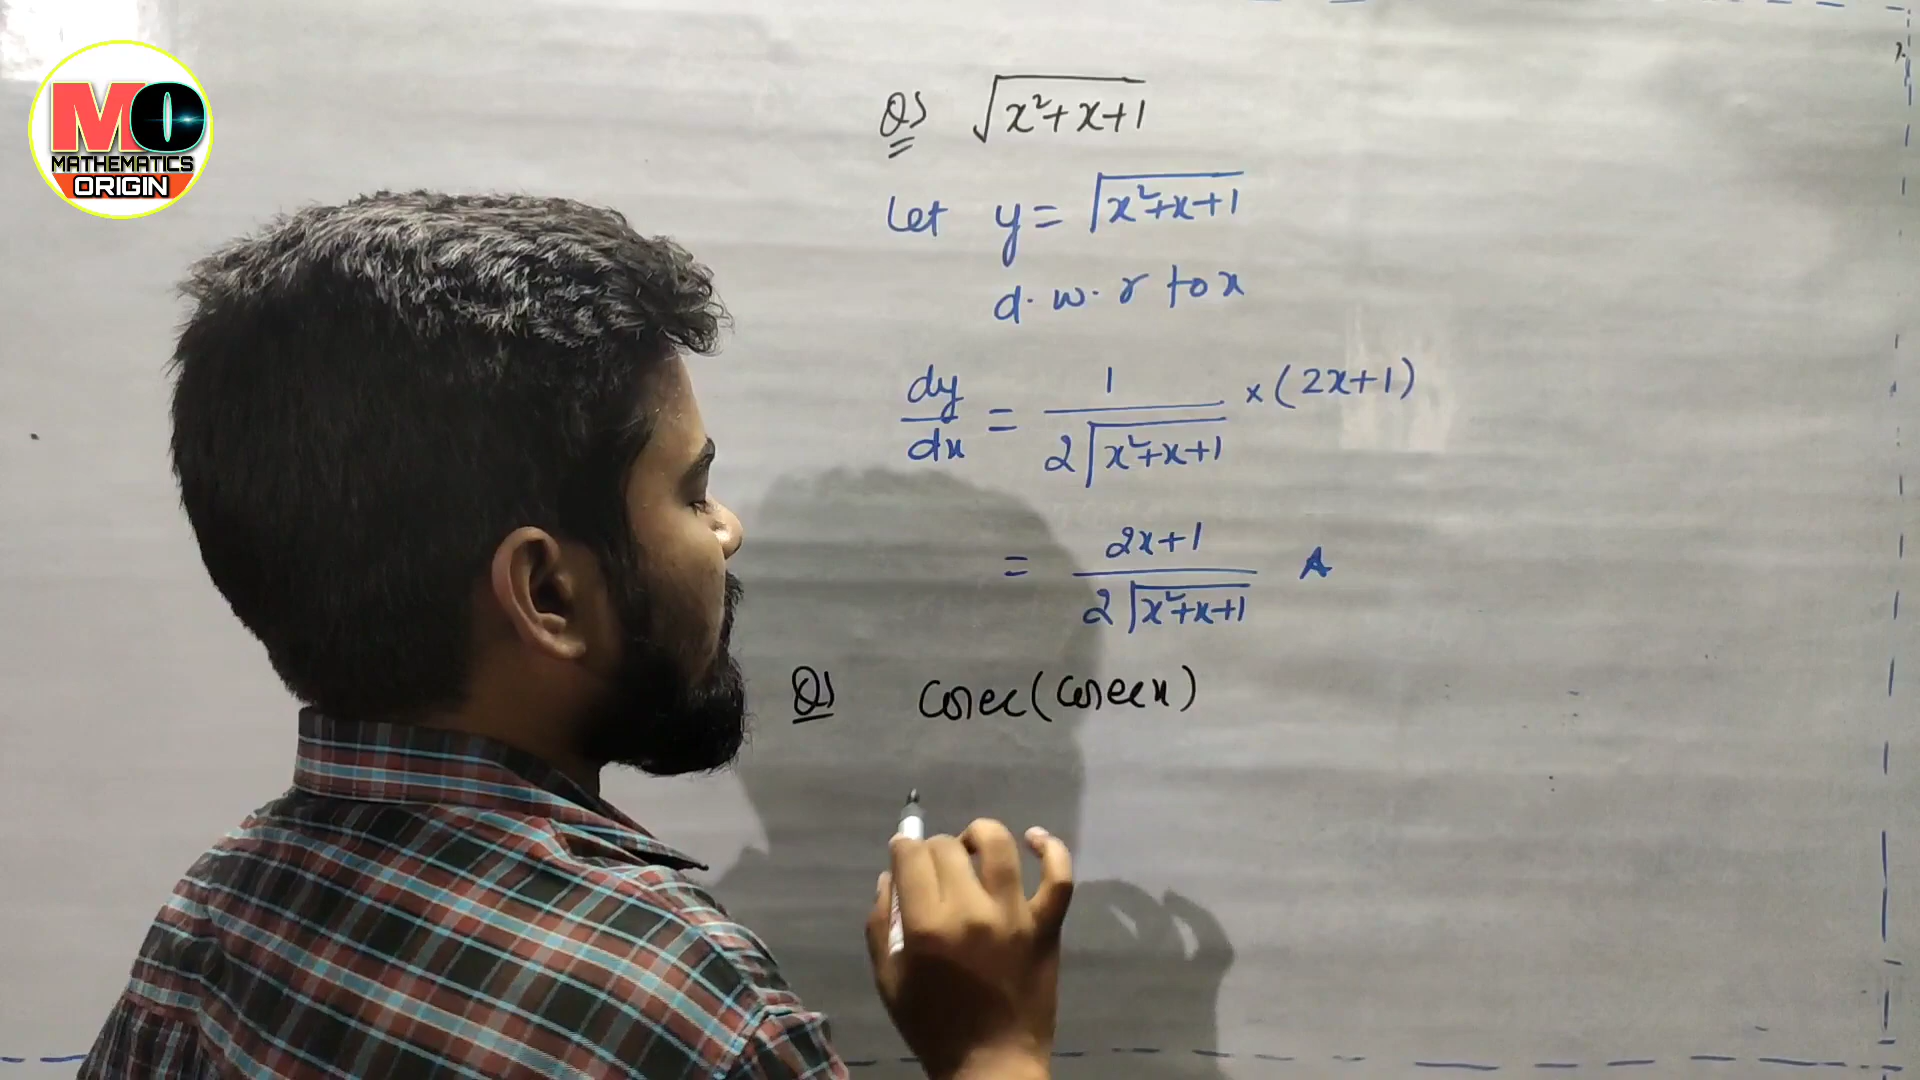 MO
MATHEMATICS
ORIGIN
Q) √x²+x+1
Let y = √x²+x+1
d.w.r to x
dy/dx = 1/2√x²+x+1 × (2x+1)
= 2x+1/2√x²+x+1 A
Q) Cosec(Cosecx)